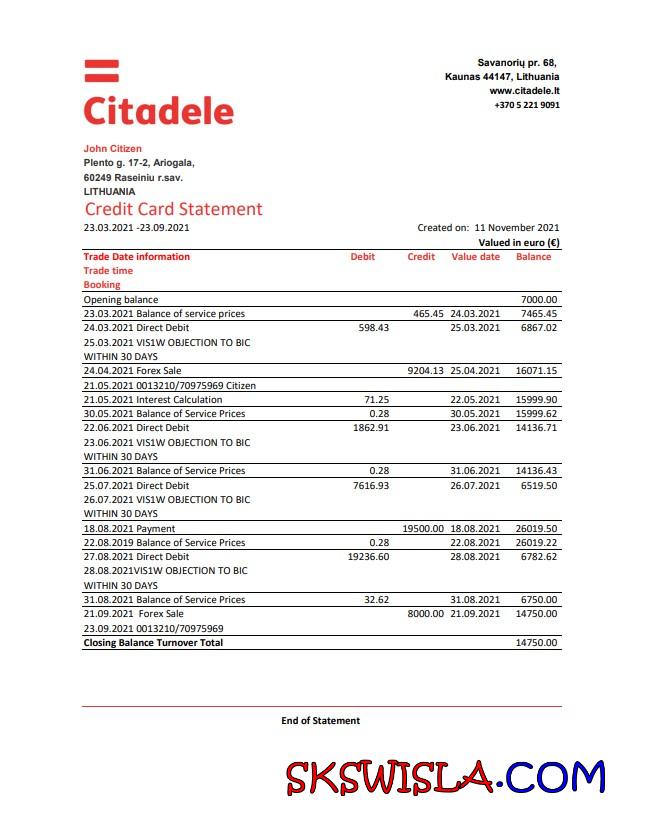 Savanorių pr. 68,
Kaunas 44147, Lithuania
www.citadele.lt
+370 5 221 9091
Citadele
John Citizen
Plento g. 17-2, Ariogala,
60249 Raseiniu r.sav.
LITHUANIA
Credit Card Statement
23.03.2021 -23.09.2021 Created on: 11 November 2021
Valued in euro (€)
Trade Date information Debit Credit Value date Balance
Trade time
Booking
Opening balance 7000.00
23.03.2021 Balance of service prices 465.45 24.03.2021 7465.45
24.03.2021 Direct Debit 598.43 25.03.2021 6867.02
25.03.2021 VIS1W OBJECTION TO BIC
WITHIN 30 DAYS
24.04.2021 Forex Sale 9204.13 25.04.2021 16071.15
21.05.2021 0013210/70975969 Citizen
21.05.2021 Interest Calculation 71.25 22.05.2021 15999.90
30.05.2021 Balance of Service Prices 0.28 30.05.2021 15999.62
22.06.2021 Direct Debit 1862.91 23.06.2021 14136.71
23.06.2021 VIS1W OBJECTION TO BIC
WITHIN 30 DAYS
31.06.2021 Balance of Service Prices 0.28 31.06.2021 14136.43
25.07.2021 Direct Debit 7616.93 26.07.2021 6519.50
26.07.2021 VIS1W OBJECTION TO BIC
WITHIN 30 DAYS
18.08.2021 Payment 19500.00 18.08.2021 26019.50
22.08.2019 Balance of Service Prices 0.28 22.08.2021 26019.22
27.08.2021 Direct Debit 19236.60 28.08.2021 6782.62
28.08.2021VIS1W OBJECTION TO BIC
WITHIN 30 DAYS
31.08.2021 Balance of Service Prices 32.62 31.08.2021 6750.00
21.09.2021 Forex Sale 8000.00 21.09.2021 14750.00
23.09.2021 0013210/70975969
Closing Balance Turnover Total 14750.00
End of Statement
SKSWISLA.COM